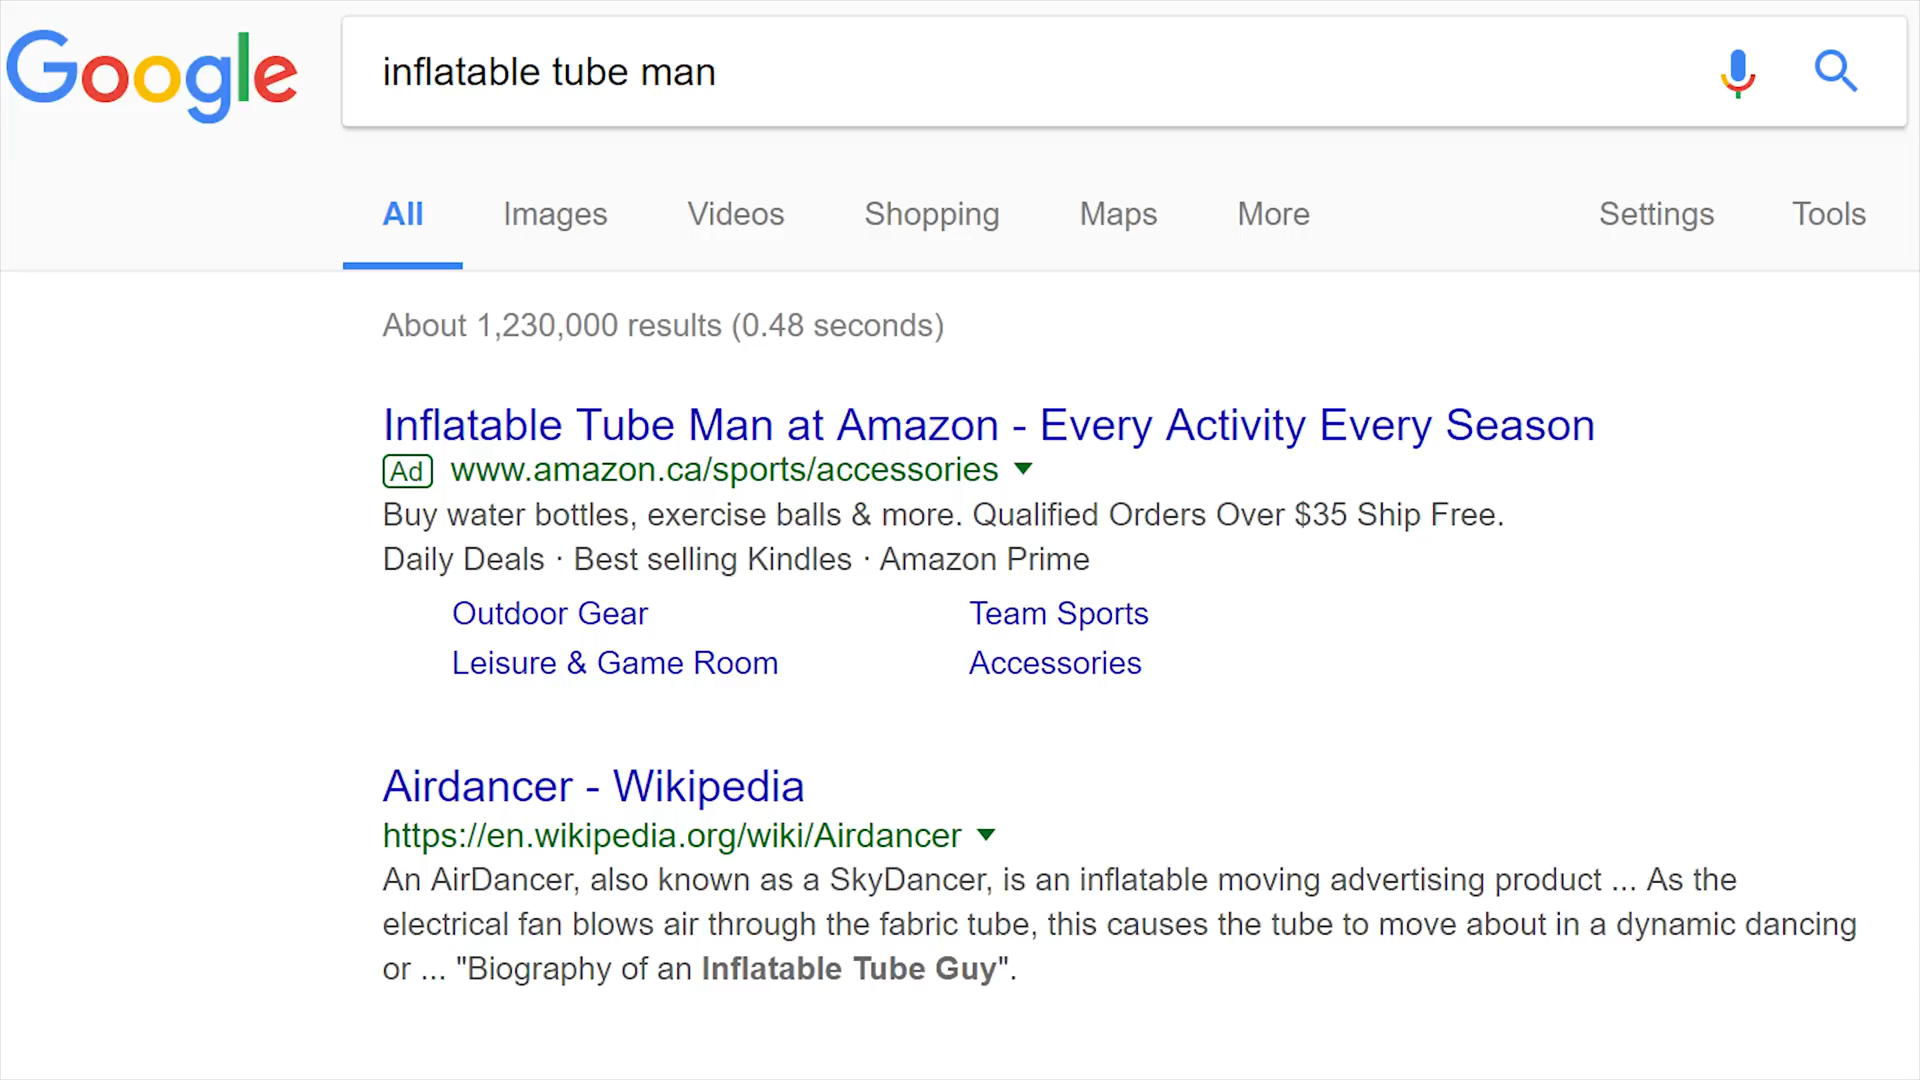 Google
inflatable tube man
All Images Videos Shopping Maps More Settings Tools
About 1,230,000 results (0.48 seconds)
Inflatable Tube Man at Amazon - Every Activity Every Season
Ad www.amazon.ca/sports/accessories
Buy water bottles, exercise balls & more. Qualified Orders Over $35 Ship Free.
Daily Deals · Best selling Kindles · Amazon Prime
Outdoor Gear Team Sports
Leisure & Game Room Accessories
Airdancer - Wikipedia
https://en.wikipedia.org/wiki/Airdancer
An AirDancer, also known as a SkyDancer, is an inflatable moving advertising product ... As the
electrical fan blows air through the fabric tube, this causes the tube to move about in a dynamic dancing
or ... "Biography of an Inflatable Tube Guy".